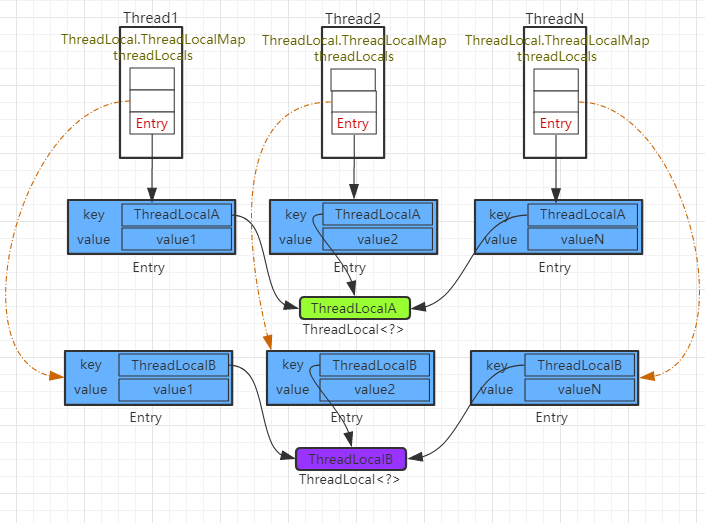 Thread1
Thread2
ThreadN
ThreadLocal.ThreadLocalMap
threadLocals
ThreadLocal.ThreadLocalMap
threadLocals
ThreadLocal.ThreadLocalMap
threadLocals
Entry
Entry
Entry
key ThreadLocalA
value value1
Entry
key ThreadLocalA
value value2
Entry
key ThreadLocalA
value valueN
Entry
ThreadLocalA
ThreadLocal<?>
key ThreadLocalB
value value1
Entry
key ThreadLocalB
value value2
Entry
key ThreadLocalB
value valueN
Entry
ThreadLocalB
ThreadLocal<?>